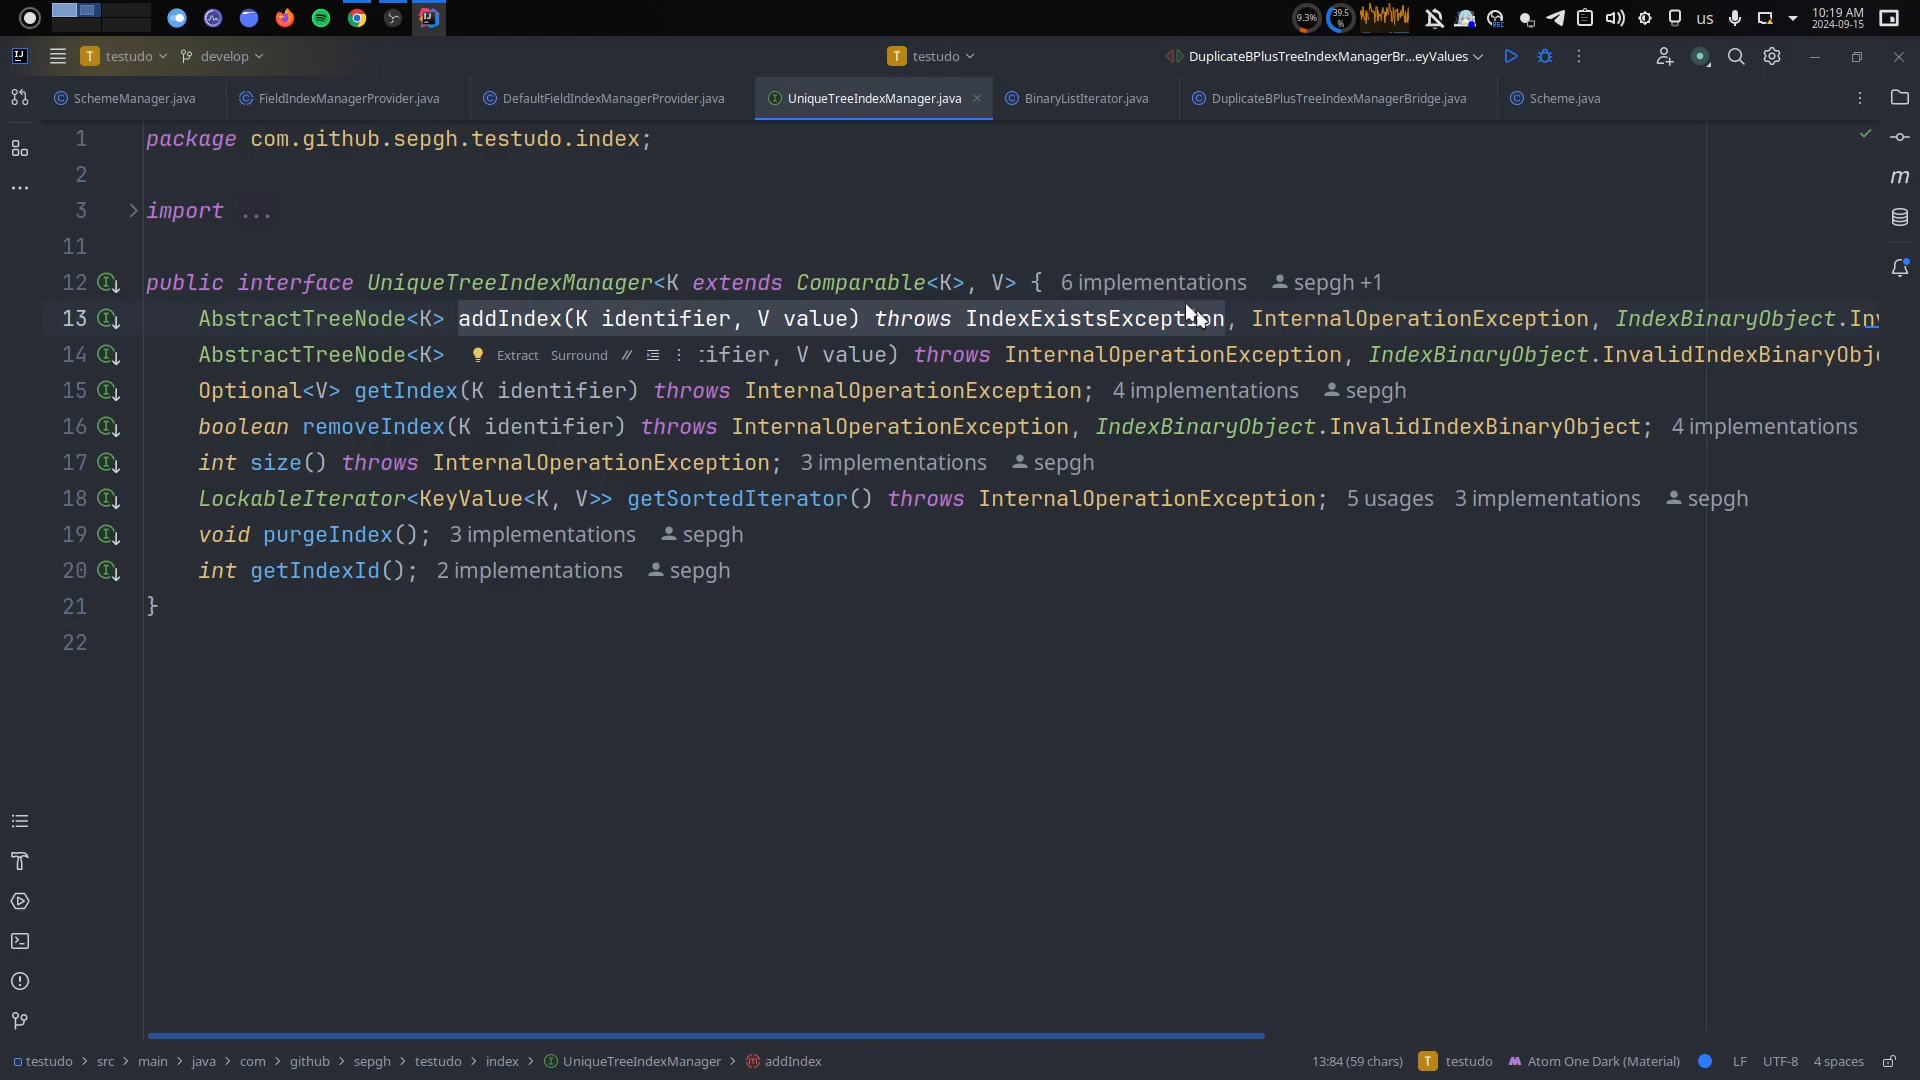 9.3% 39.5 % us 10:19 AM
2024-09-15
T testudo develop T testudo DuplicateBPlusTreeIndexManagerBr...eyValues
SchemeManager.java FieldIndexManagerProvider.java DefaultFieldIndexManagerProvider.java UniqueTreeIndexManager.java BinaryListIterator.java DuplicateBPlusTreeIndexManagerBridge.java Scheme.java
1 package com.github.sepgh.testudo.index;
2
3 import ...
11
12 public interface UniqueTreeIndexManager<K extends Comparable<K>, V> { 6 implementations sepgh +1
13 AbstractTreeNode<K> addIndex(K identifier, V value) throws IndexExistsException, InternalOperationException, IndexBinaryObject.Inv
14 AbstractTreeNode<K> Extract Surround // ifier, V value) throws InternalOperationException, IndexBinaryObject.InvalidIndexBinaryObje
15 Optional<V> getIndex(K identifier) throws InternalOperationException; 4 implementations sepgh
16 boolean removeIndex(K identifier) throws InternalOperationException, IndexBinaryObject.InvalidIndexBinaryObject; 4 implementations
17 int size() throws InternalOperationException; 3 implementations sepgh
18 LockableIterator<KeyValue<K, V>> getSortedIterator() throws InternalOperationException; 5 usages 3 implementations sepgh
19 void purgeIndex(); 3 implementations sepgh
20 int getIndexId(); 2 implementations sepgh
21 }
22
testudo > src > main > java > com > github > sepgh > testudo > index > UniqueTreeIndexManager > addIndex 13:84 (59 chars) T testudo Atom One Dark (Material) LF UTF-8 4 spaces